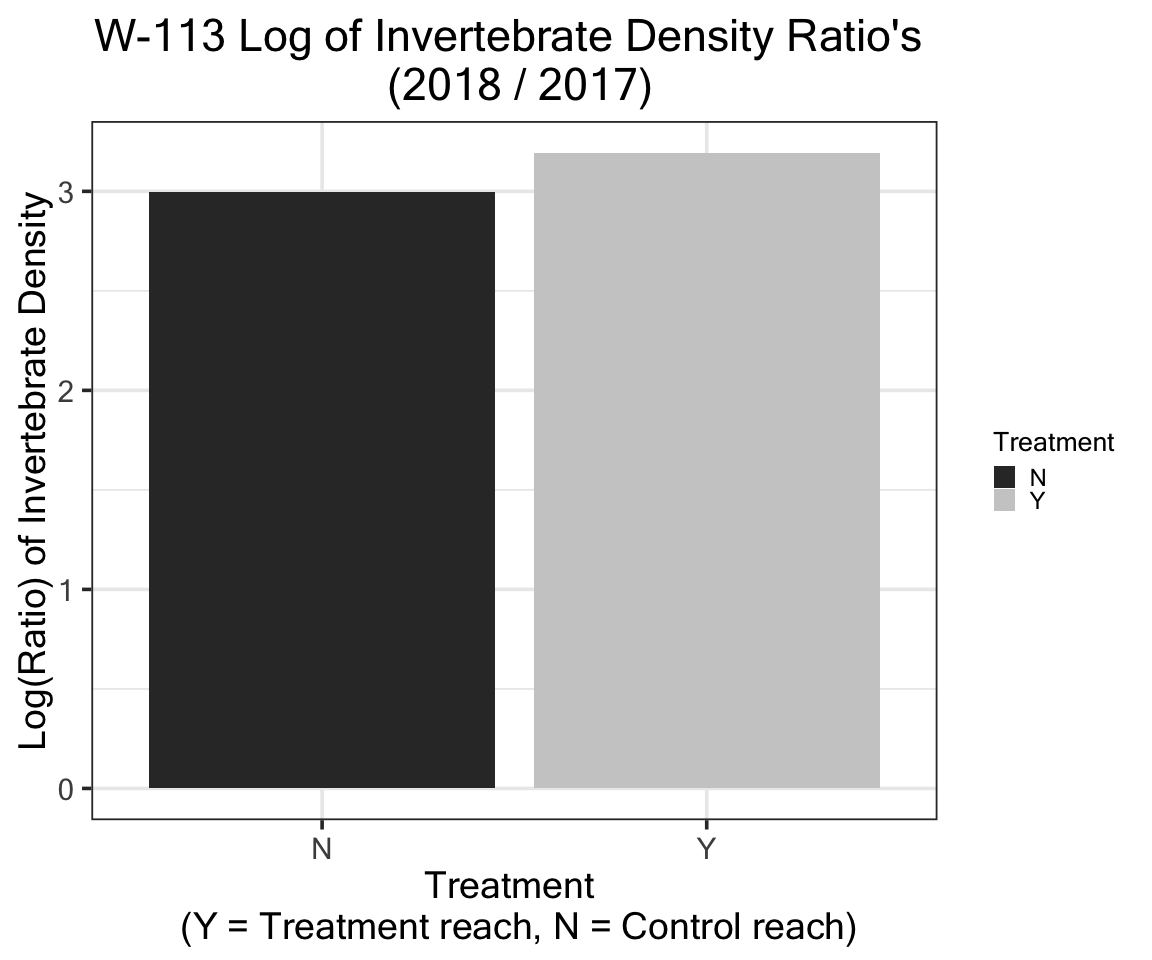 W-113 Log of Invertebrate Density Ratio's
(2018 / 2017)
Log(Ratio) of Invertebrate Density
3
2
1
0
N
Y
Treatment
(Y = Treatment reach, N = Control reach)
Treatment
N
Y